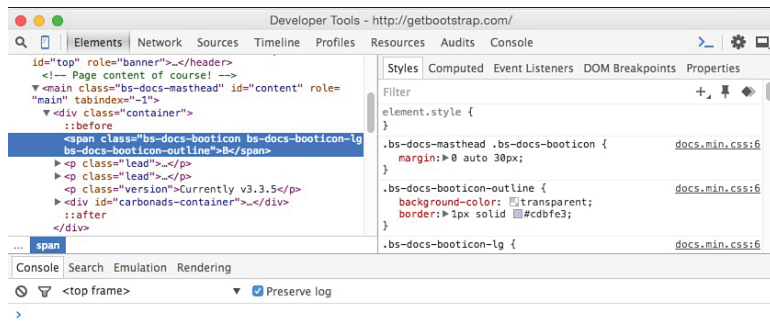 Developer Tools - http://getbootstrap.com/
Elements Network Sources Timeline Profiles Resources Audits Console
id="top" role="banner">…</header>
<!-- Page content of course! -->
▼<main class="bs-docs-masthead" id="content" role=
"main" tabindex="-1">
▼<div class="container">
::before
<span class="bs-docs-booticon bs-docs-booticon-lg
bs-docs-booticon-outline">B</span>
▶<p class="lead">…</p>
▶<p class="lead">…</p>
<p class="version">Currently v3.3.5</p>
▶<div id="carbonads-container">…</div>
::after
</div>
... span
Styles Computed Event Listeners DOM Breakpoints Properties
Filter
element.style {
}
.bs-docs-masthead .bs-docs-booticon { docs.min.css:6
margin:▶0 auto 30px;
}
.bs-docs-booticon-outline { docs.min.css:6
background-color: transparent;
border:▶1px solid #cdbfe3;
}
.bs-docs-booticon-lg { docs.min.css:6
Console Search Emulation Rendering
<top frame> ▼ Preserve log
>